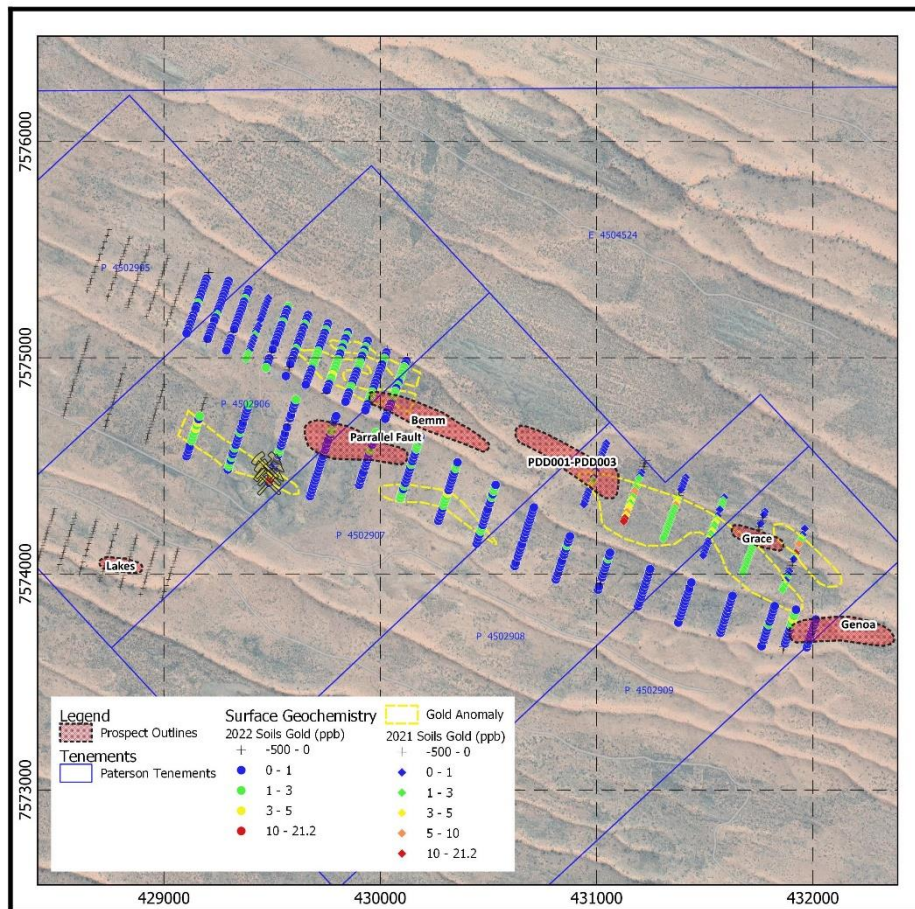 7576000
7575000
7574000
7573000
E 4504524
P 4502905
P 4502906
Bemm
Parrallel Fault
PDD001-PDD003
Grace
P 4502907
Lakes
Genoa
P 4502908
P 4502909
Legend
Prospect Outlines
Tenements
Paterson Tenements
Surface Geochemistry
2022 Soils Gold (ppb)
-500 - 0
0 - 1
1 - 3
3 - 5
10 - 21.2
Gold Anomaly
2021 Soils Gold (ppb)
-500 - 0
0 - 1
1 - 3
3 - 5
5 - 10
10 - 21.2
429000
430000
431000
432000